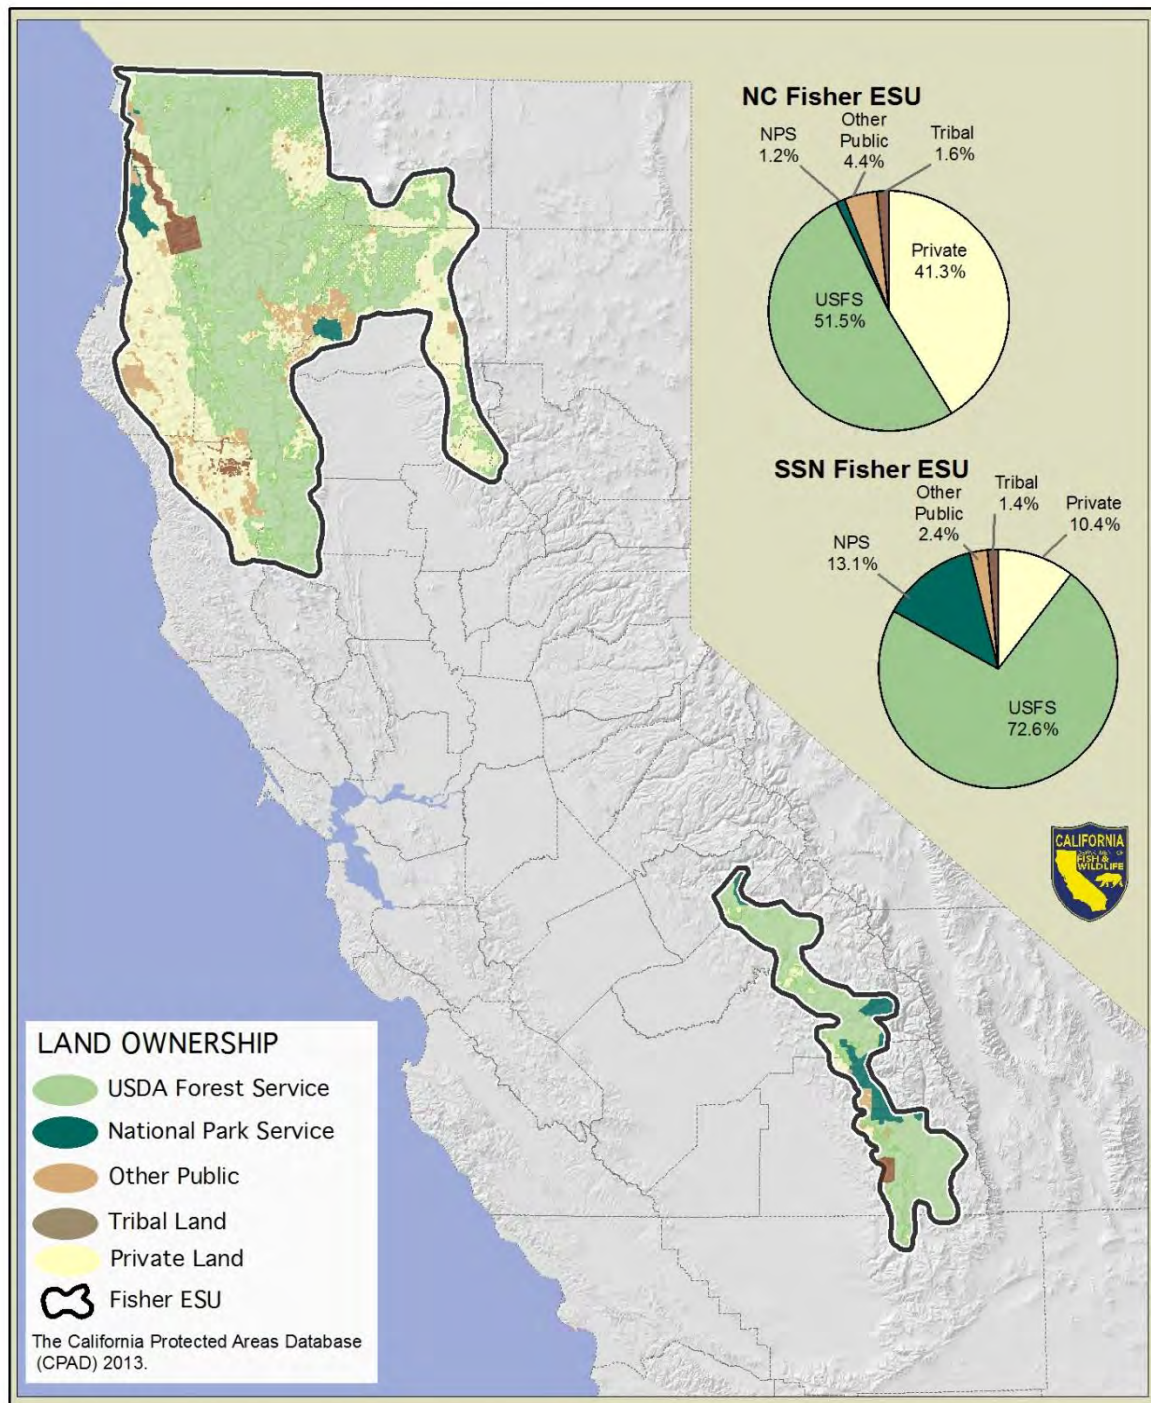 NC Fisher ESU
NPS
1.2%
Other
Public
4.4%
Tribal
1.6%
Private
41.3%
USFS
51.5%
SSN Fisher ESU
NPS
13.1%
Other
Public
2.4%
Tribal
1.4%
Private
10.4%
USFS
72.6%
CALIFORNIA
FISH &
WILDLIFE
LAND OWNERSHIP
USDA Forest Service
National Park Service
Other Public
Tribal Land
Private Land
Fisher ESU
The California Protected Areas Database
(CPAD) 2013.